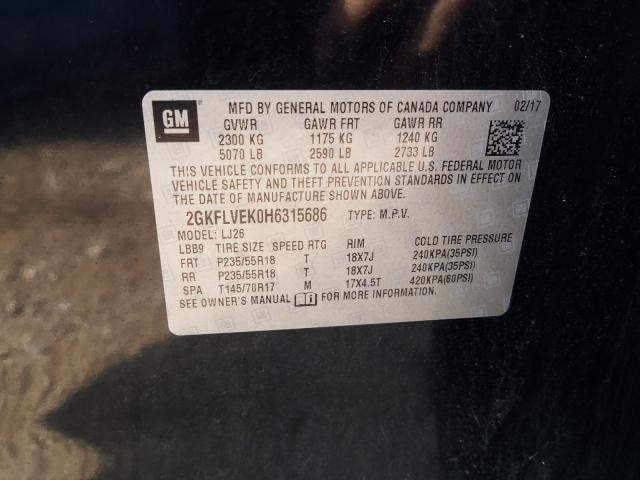 GM
MFD BY GENERAL MOTORS OF CANADA COMPANY 02/17
GVWR GAWR FRT GAWR RR
2300 KG 1175 KG 1240 KG
5070 LB 2590 LB 2733 LB
THIS VEHICLE CONFORMS TO ALL APPLICABLE U.S. FEDERAL MOTOR
VEHICLE SAFETY AND THEFT PREVENTION STANDARDS IN EFFECT ON
THE DATE OF MANUFACTURE SHOWN ABOVE.
2GKFLVEK0H6315686 TYPE: M.P.V.
MODEL: LJ26
LBB9 TIRE SIZE SPEED RTG RIM COLD TIRE PRESSURE
FRT P235/55R18 T 18X7J 240KPA(35PSI)
RR P235/55R18 T 18X7J 240KPA(35PSI)
SPA T145/70R17 M 17X4.5T 420KPA(60PSI)
SEE OWNER'S MANUAL FOR MORE INFORMATION.